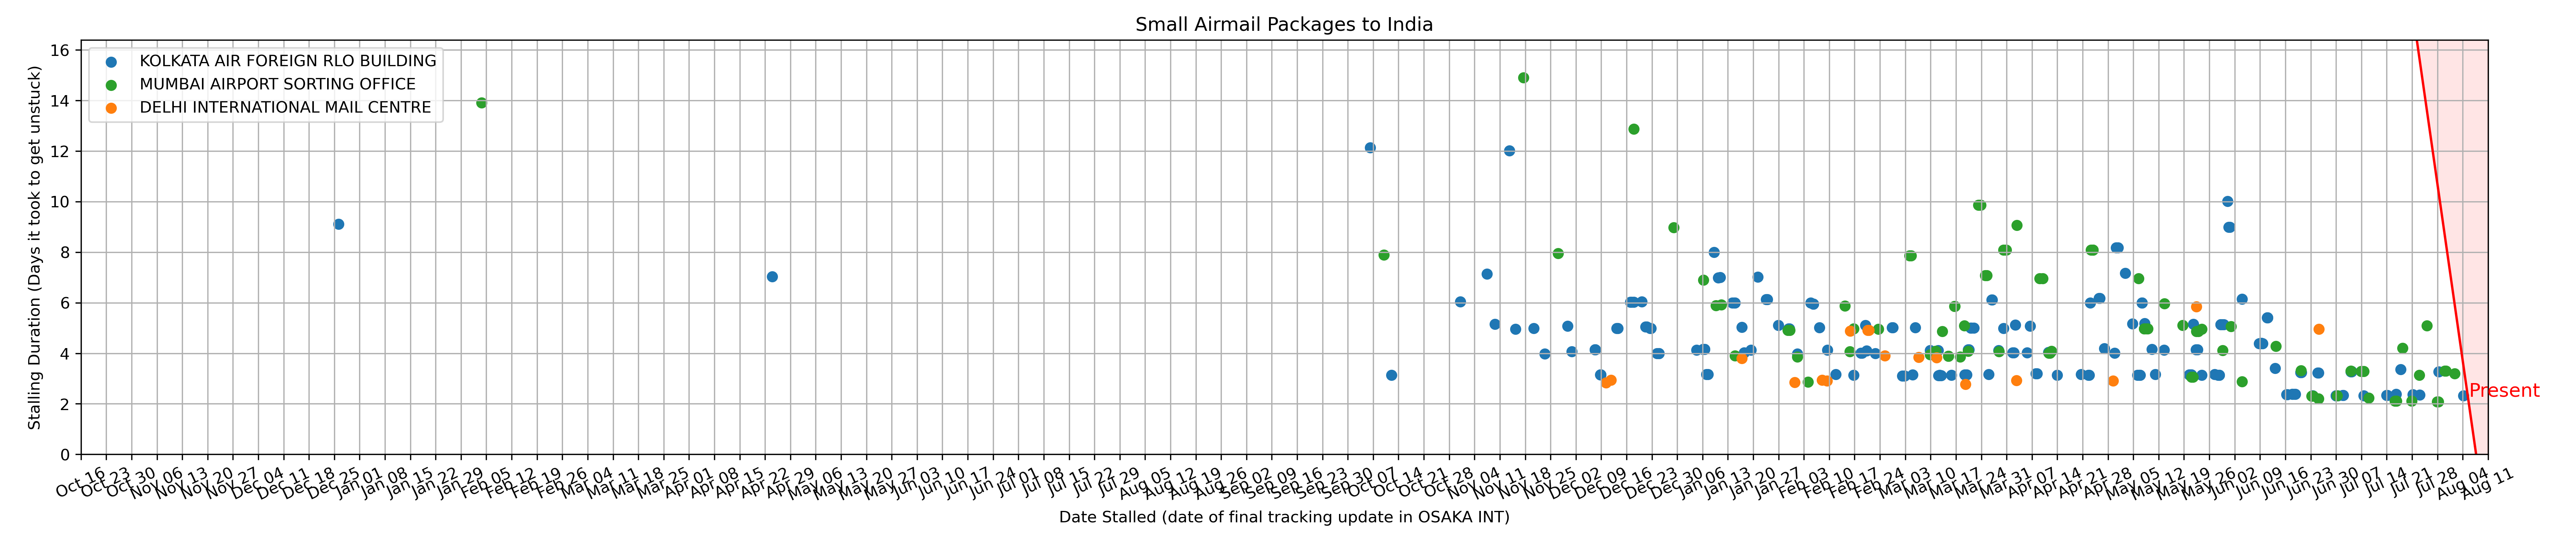 Small Airmail Packages to India
KOLKATA AIR FOREIGN RLO BUILDING
MUMBAI AIRPORT SORTING OFFICE
DELHI INTERNATIONAL MAIL CENTRE
Stalling Duration (Days it took to get unstuck)
16
14
12
10
8
6
4
2
0
Present
Oct 16
Oct 23
Oct 30
Nov 06
Nov 13
Nov 20
Nov 27
Dec 04
Dec 11
Dec 18
Dec 25
Jan 01
Jan 08
Jan 15
Jan 22
Jan 29
Feb 05
Feb 12
Feb 19
Feb 26
Mar 04
Mar 11
Mar 18
Mar 25
Apr 01
Apr 08
Apr 15
Apr 22
Apr 29
May 06
May 13
May 20
May 27
Jun 03
Jun 10
Jun 17
Jun 24
Jul 01
Jul 08
Jul 15
Jul 22
Jul 29
Aug 05
Aug 12
Aug 19
Aug 26
Sep 02
Sep 09
Sep 16
Sep 23
Sep 30
Oct 07
Oct 14
Oct 21
Oct 28
Nov 04
Nov 11
Nov 18
Nov 25
Dec 02
Dec 09
Dec 16
Dec 23
Dec 30
Jan 06
Jan 13
Jan 20
Jan 27
Feb 03
Feb 10
Feb 17
Feb 24
Mar 03
Mar 10
Mar 17
Mar 24
Mar 31
Apr 07
Apr 14
Apr 21
Apr 28
May 05
May 12
May 19
May 26
Jun 02
Jun 09
Jun 16
Jun 23
Jun 30
Jul 07
Jul 14
Jul 21
Jul 28
Aug 04
Aug 11
Date Stalled (date of final tracking update in OSAKA INT)